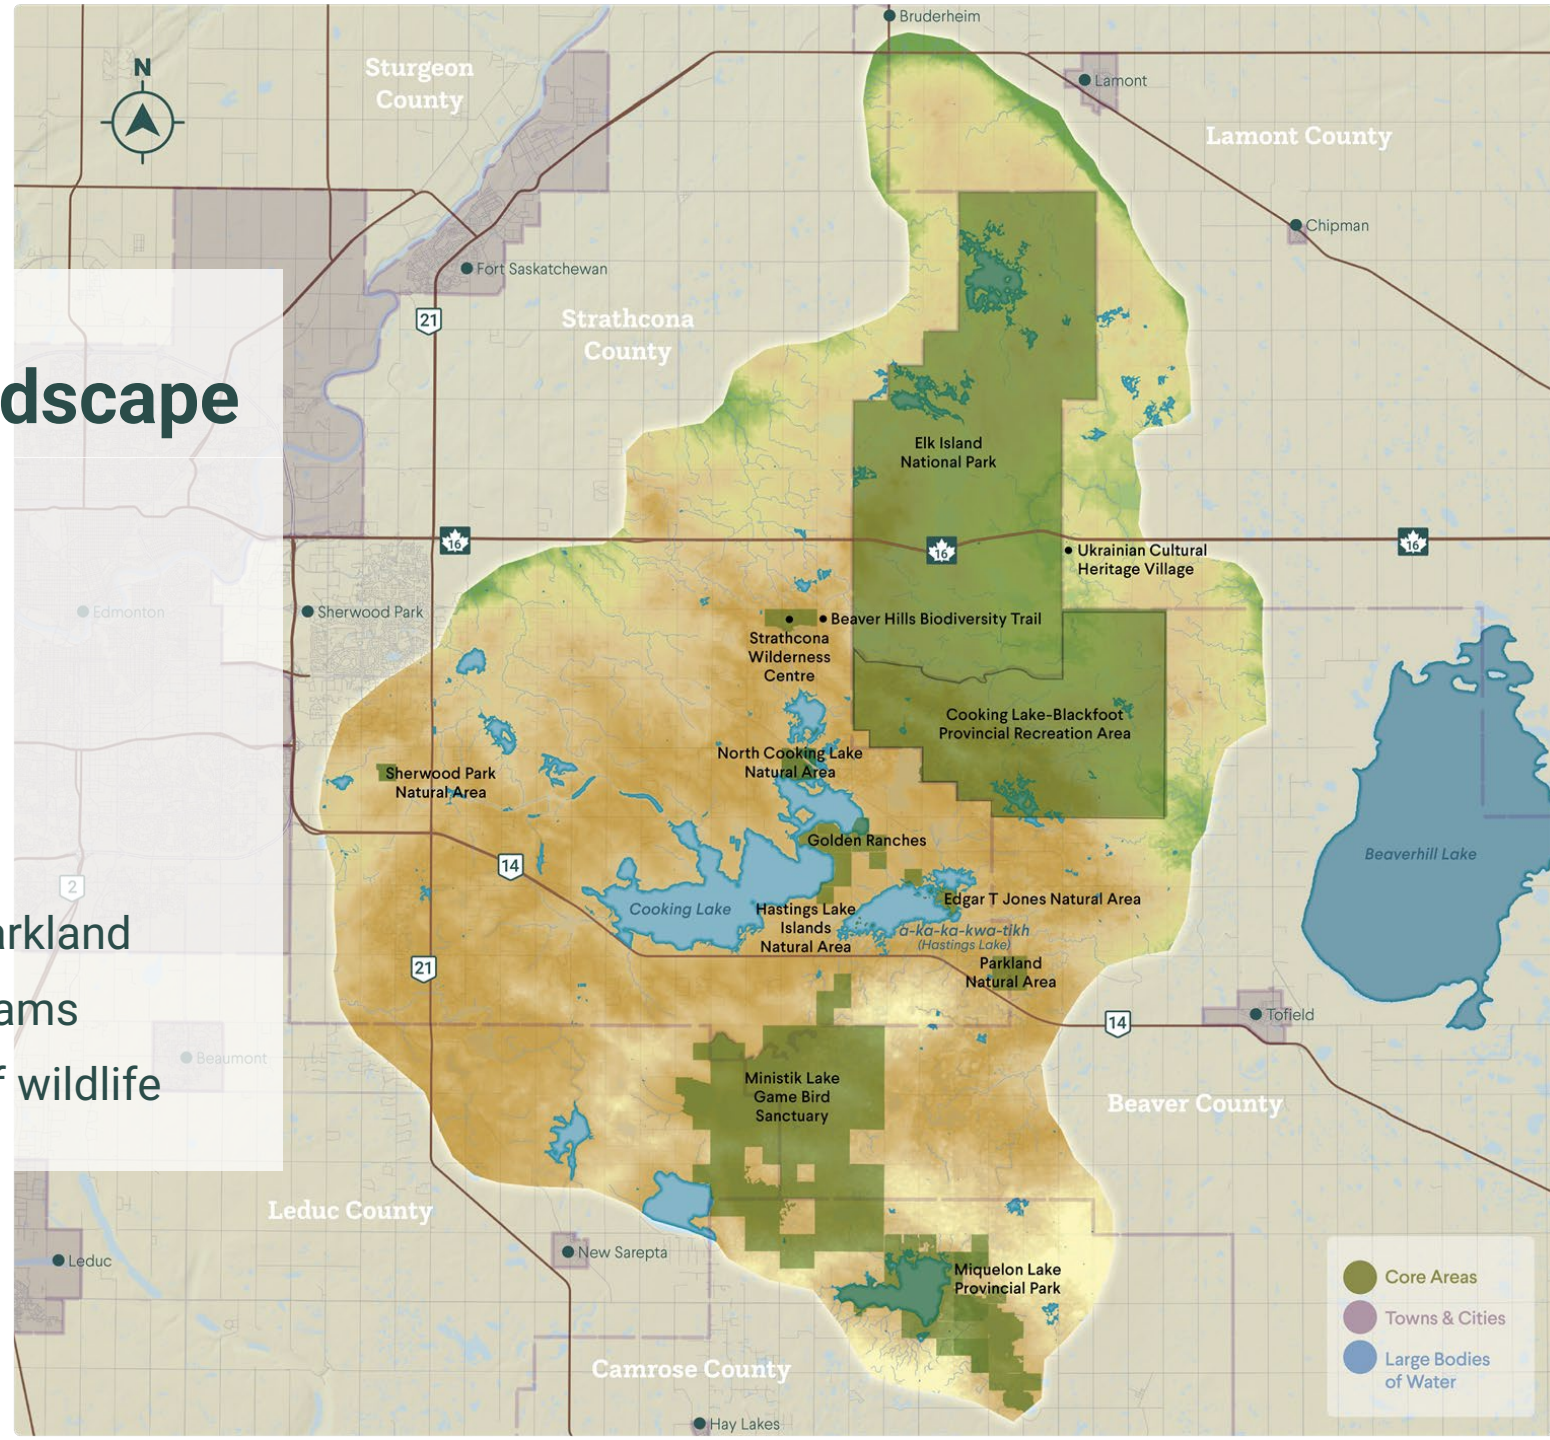 Bruderheim
Sturgeon
County
N
Lamont
Lamont County
Chipman
Fort Saskatchewan
21
Strathcona
County
dscape
Elk Island
National Park
16
16
16
Ukrainian Cultural
Heritage Village
Edmonton
Sherwood Park
Beaver Hills Biodiversity Trail
Strathcona
Wilderness
Centre
Cooking Lake-Blackfoot
Provincial Recreation Area
North Cooking Lake
Natural Area
Sherwood Park
Natural Area
Golden Ranches
Beaverhill Lake
14
2
Edgar T Jones Natural Area
Cooking Lake
Hastings Lake
Islands
Natural Area
a-ka-ka-kwa-tikh
(Hastings Lake)
arkland
Parkland
Natural Area
21
ams
14
Tofield
Beaumont
f wildlife
Ministik Lake
Game Bird
Sanctuary
Beaver County
Leduc County
New Sarepta
Leduc
Miquelon Lake
Provincial Park
Core Areas
Towns & Cities
Large Bodies
of Water
Camrose County
Hay Lakes